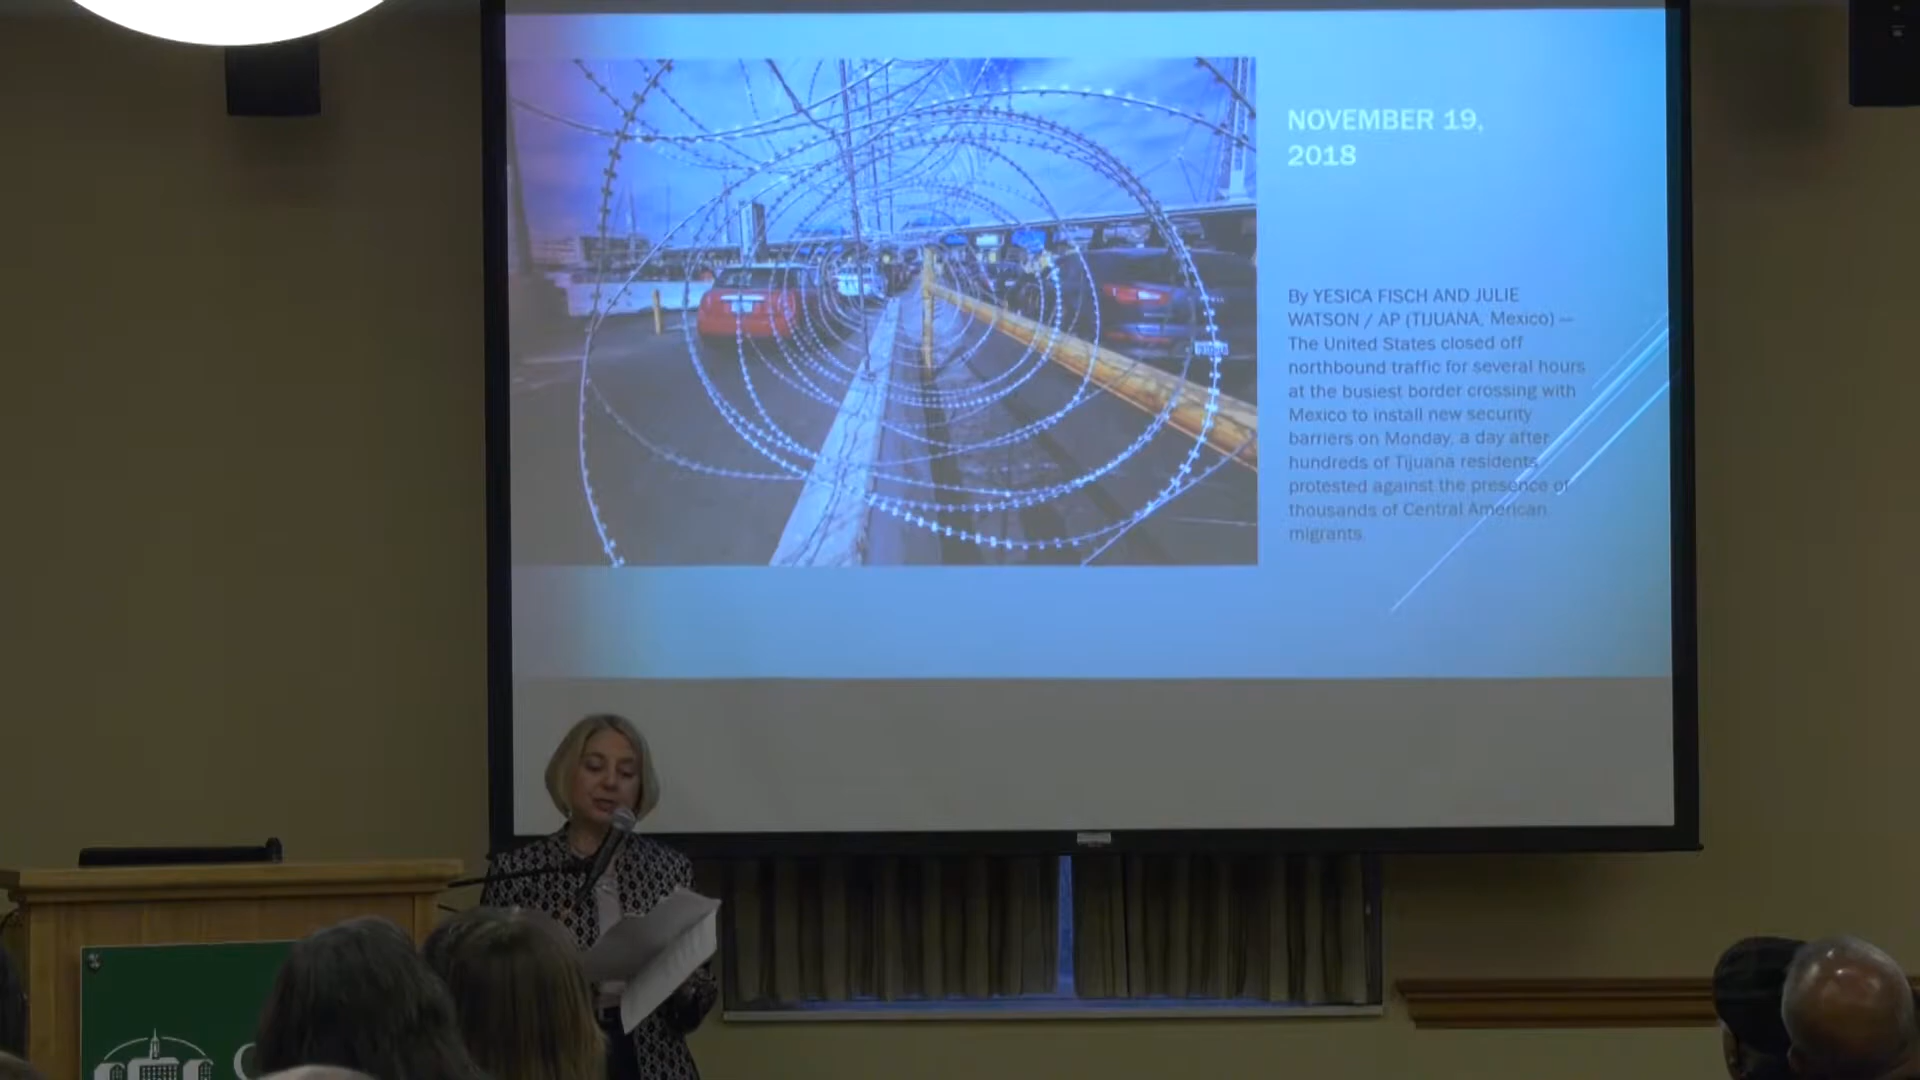 NOVEMBER 19,
2018
By YESICA FISCH AND JULIE
WATSON / AP (TIJUANA, Mexico) —
The United States closed off
northbound traffic for several hours
at the busiest border crossing with
Mexico to install new security
barriers on Monday, a day after
hundreds of Tijuana residents
protested against the presence of
thousands of Central American
migrants.